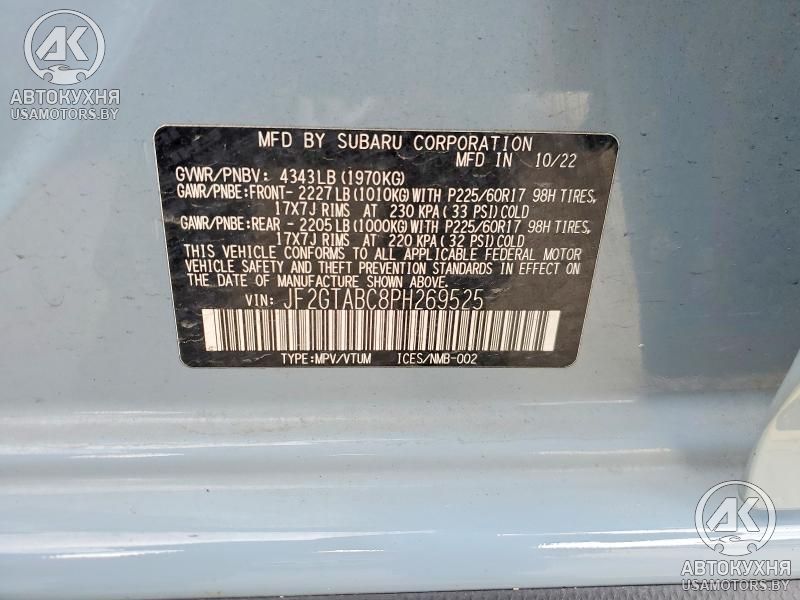 AK
АВТОКУХНЯ
USAMOTORS.BY
MFD BY SUBARU CORPORATION
MFD IN 10/22
GVWR/PNBV: 4343LB(1970KG)
GAWR/PNBE:FRONT-2227LB(1010KG)WITH P225/60R17 98H TIRES,
17X7J RIMS AT 230 KPA(33 PSI)COLD
GAWR/PNBE:REAR -2205LB(1000KG)WITH P225/60R17 98H TIRES,
17X7J RIMS AT 220 KPA(32 PSI)COLD
THIS VEHICLE CONFORMS TO ALL APPLICABLE FEDERAL MOTOR
VEHICLE SAFETY AND THEFT PREVENTION STANDARDS IN EFFECT ON
THE DATE OF MANUFACTURE SHOWN ABOVE.
VIN: JF2GTABC8PH269525
TYPE:MPV/VTUM ICES/NMB-002
AK
АВТОКУХНЯ
USAMOTORS.BY